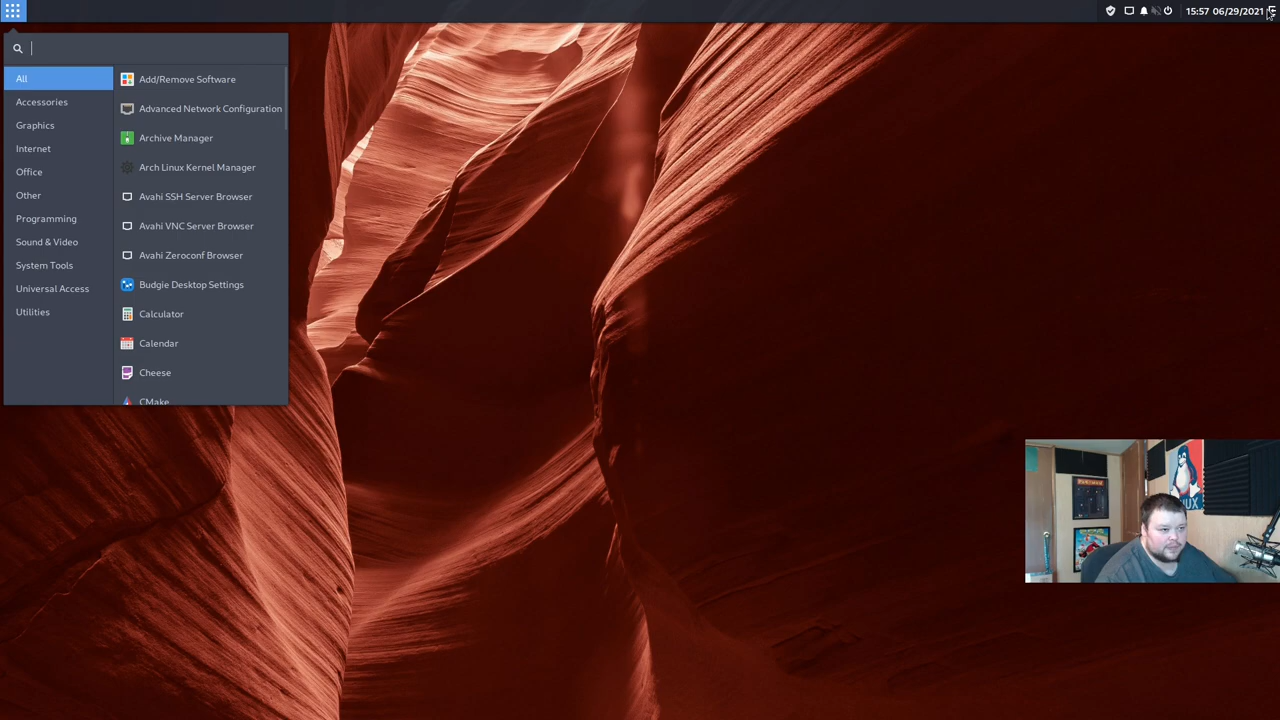 15:57 06/29/2021
All
Accessories
Graphics
Internet
Office
Other
Programming
Sound & Video
System Tools
Universal Access
Utilities
Add/Remove Software
Advanced Network Configuration
Archive Manager
Arch Linux Kernel Manager
Avahi SSH Server Browser
Avahi VNC Server Browser
Avahi Zeroconf Browser
Budgie Desktop Settings
Calculator
Calendar
Cheese
CMake